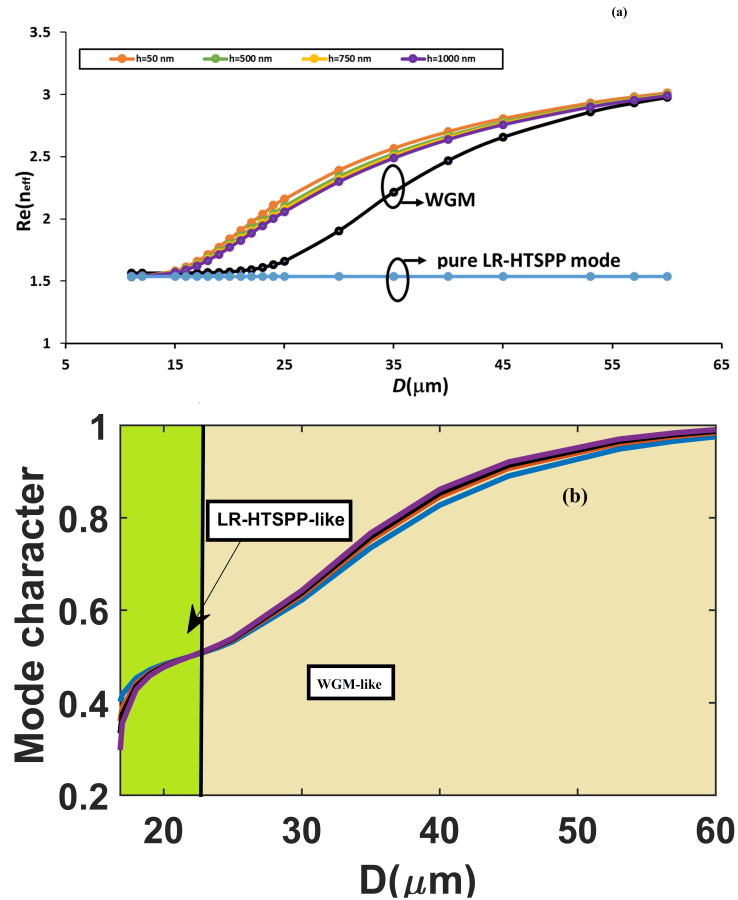 (a)
3.5
h=50 nm h=500 nm h=750 nm h=1000 nm
3
2.5
Re(neff)
WGM
2
pure LR-HTSPP mode
1.5
1
5 15 25 35 45 55 65
D(μm)
1
LR-HTSPP-like
(b)
0.8
Mode character
0.6
WGM-like
0.4
0.2
20 30 40 50 60
D(μm)